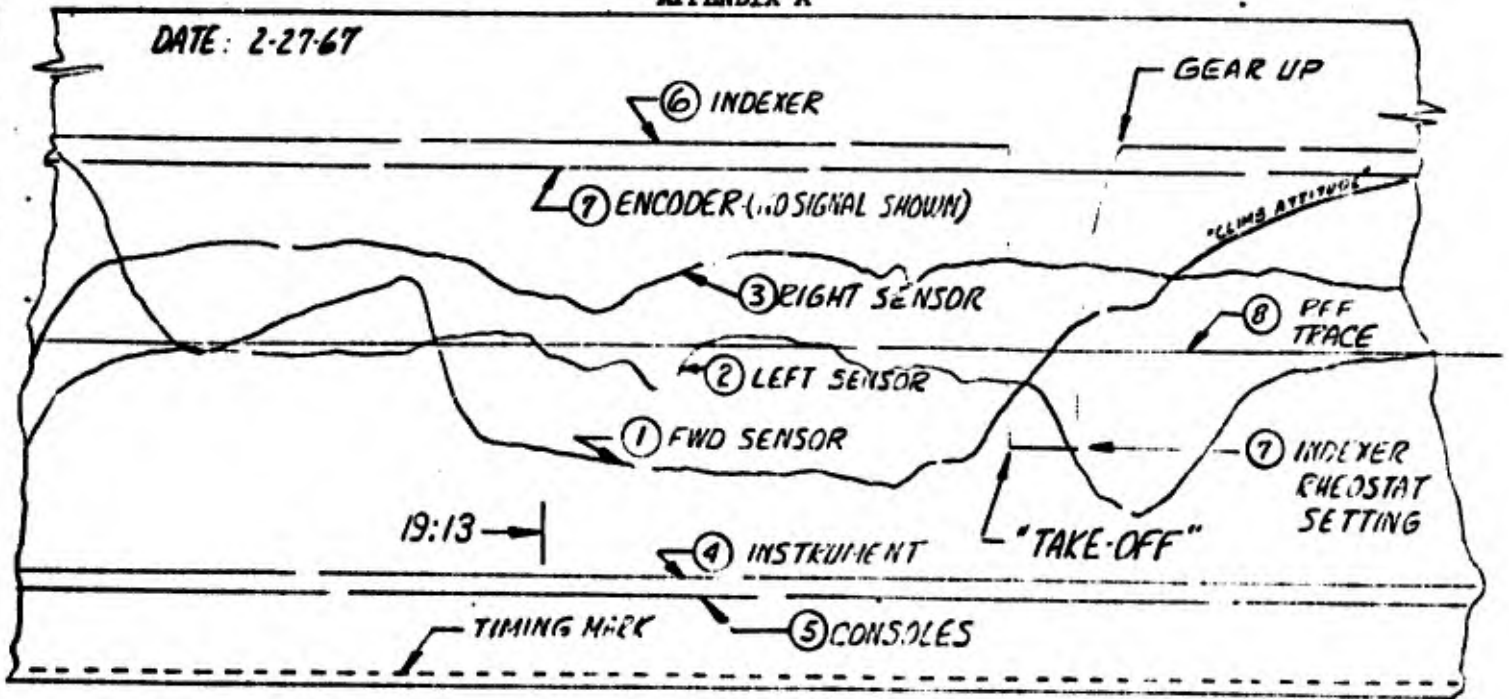 APPENDIX A
DATE: 2-27-67
GEAR UP
⑥ INDEXER
⑦ ENCODER (NO SIGNAL SHOWN)
"CLIMB ATTITUDE"
③ RIGHT SENSOR
⑧ PFF
TRACE
② LEFT SENSOR
① FWD SENSOR
⑦ INDEXER
RHEOSTAT
SETTING
19:13
"TAKE-OFF"
④ INSTRUMENT
TIMING MARK
⑤ CONSOLES